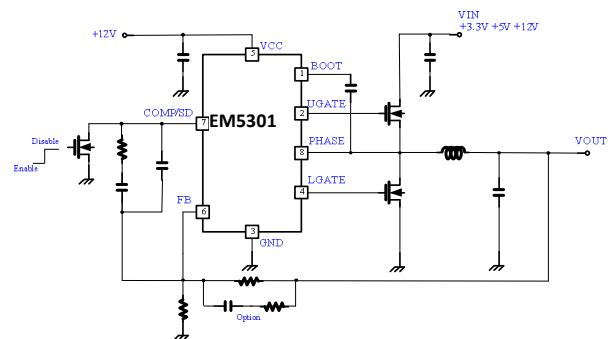 VIN
+3.3V +5V +12V
+12V
VCC
5
BOOT
1
COMP/SD
7
EM5301
UGATE
2
Disable
Enable
PHASE
8
VOUT
LGATE
4
FB
6
3
GND
Option